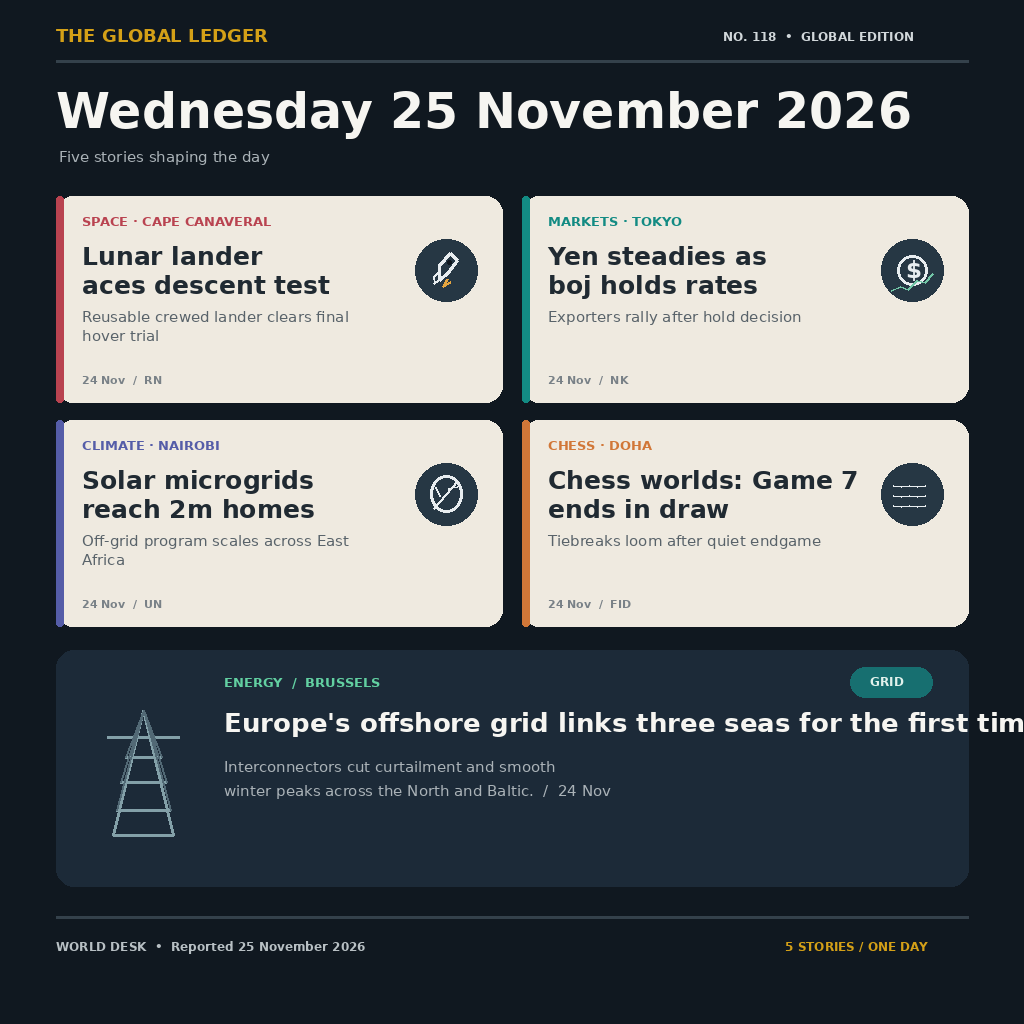 THE GLOBAL LEDGER
NO. 118 • GLOBAL EDITION
Wednesday 25 November 2026
Five stories shaping the day
SPACE · CAPE CANAVERAL
Lunar lander
aces descent test
Reusable crewed lander clears final
hover trial
24 Nov / RN
MARKETS · TOKYO
Yen steadies as
boj holds rates
Exporters rally after hold decision
24 Nov / NK
$
CLIMATE · NAIROBI
Solar microgrids
reach 2m homes
Off-grid program scales across East
Africa
24 Nov / UN
CHESS · DOHA
Chess worlds: Game 7
ends in draw
Tiebreaks loom after quiet endgame
24 Nov / FID
ENERGY / BRUSSELS
GRID
Europe's offshore grid links three seas for the first tim
Interconnectors cut curtailment and smooth
winter peaks across the North and Baltic. / 24 Nov
WORLD DESK • Reported 25 November 2026
5 STORIES / ONE DAY